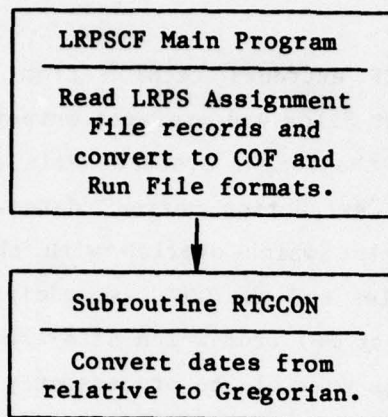 LRPSCF Main Program
Read LRPS Assignment
File records and
convert to COF and
Run File formats.
Subroutine RTGCON
Convert dates from
relative to Gregorian.